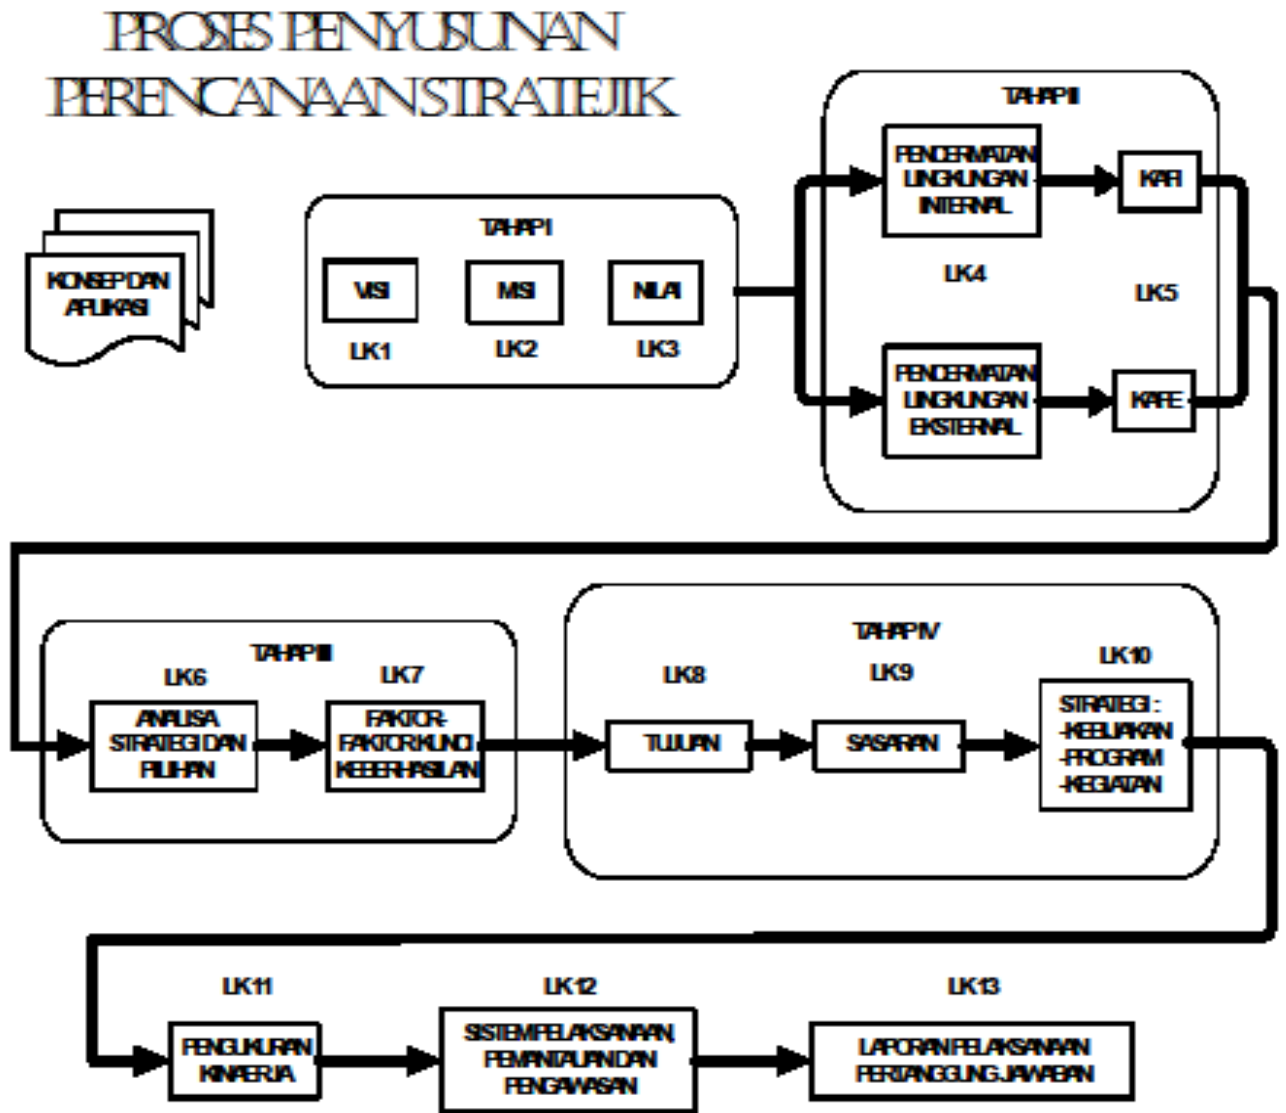 PROSES PENYUSUNAN
PERENCANAAN STRATEJIK
KONSEP DAN
APLIKASI
TAHAP I
VISI
MISI
NILAI
LK1
LK2
LK3
TAHAP II
PENCERMATAN
LINGKUNGAN
INTERNAL
KAFI
LK4
LK5
PENCERMATAN
LINGKUNGAN
EKSTERNAL
KAFE
TAHAP III
LK6
LK7
ANALISA
STRATEGI DAN
PILIHAN
FAKTOR-
FAKTOR KUNCI
KEBERHASILAN
TAHAP IV
LK8
LK9
LK10
TUJUAN
SASARAN
STRATEGI :
-KEBIJAKAN
-PROGRAM
-KEGIATAN
LK11
LK12
LK13
PENGUKURAN
KINAERJA
SISTEM PELAKSANAAN,
PEMANTAUAN DAN
PENGAWASAN
LAPORAN PELAKSANAAN
PERTANGGUNG JAWABAN